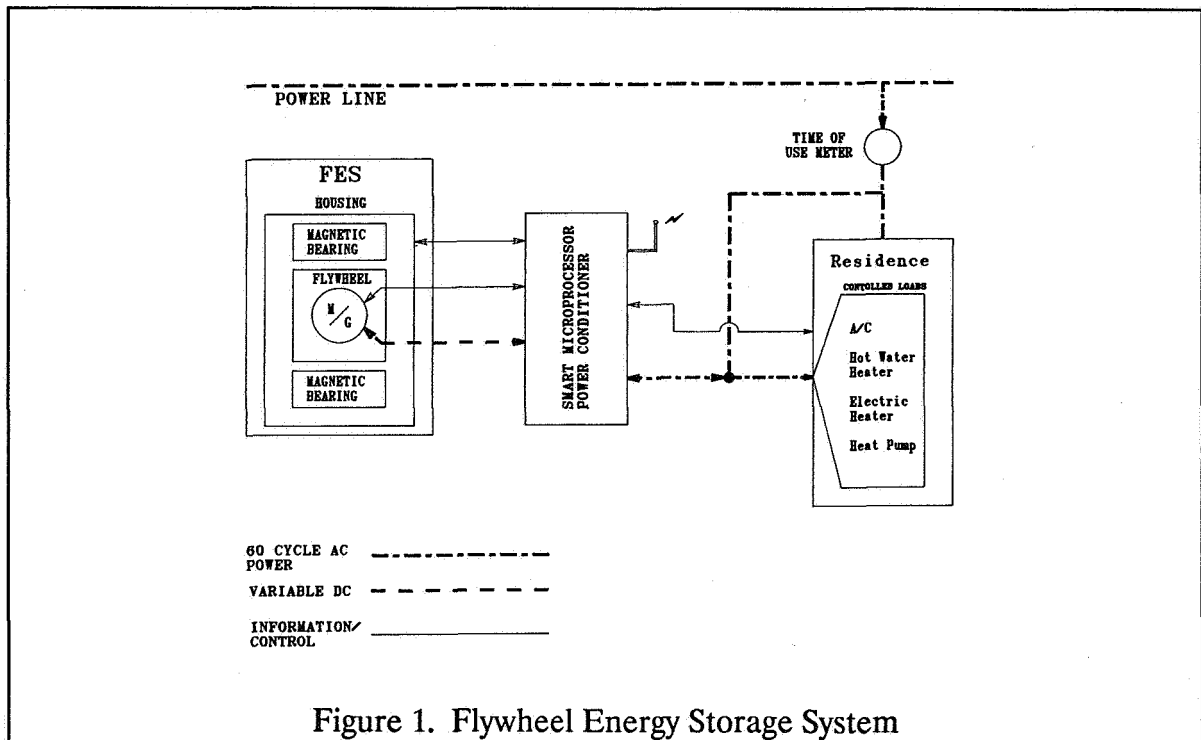 POWER LINE
TIME OF
USE METER
FES
HOUSING
MAGNETIC
BEARING
FLYWHEEL
M/G
MAGNETIC
BEARING
SMART MICROPROCESSOR
POWER CONDITIONER
Residence
CONTOLLED LOADS
A/C
Hot Water
Heater
Electric
Heater
Heat Pump
60 CYCLE AC
POWER
VARIABLE DC
INFORMATION/
CONTROL
Figure 1. Flywheel Energy Storage System